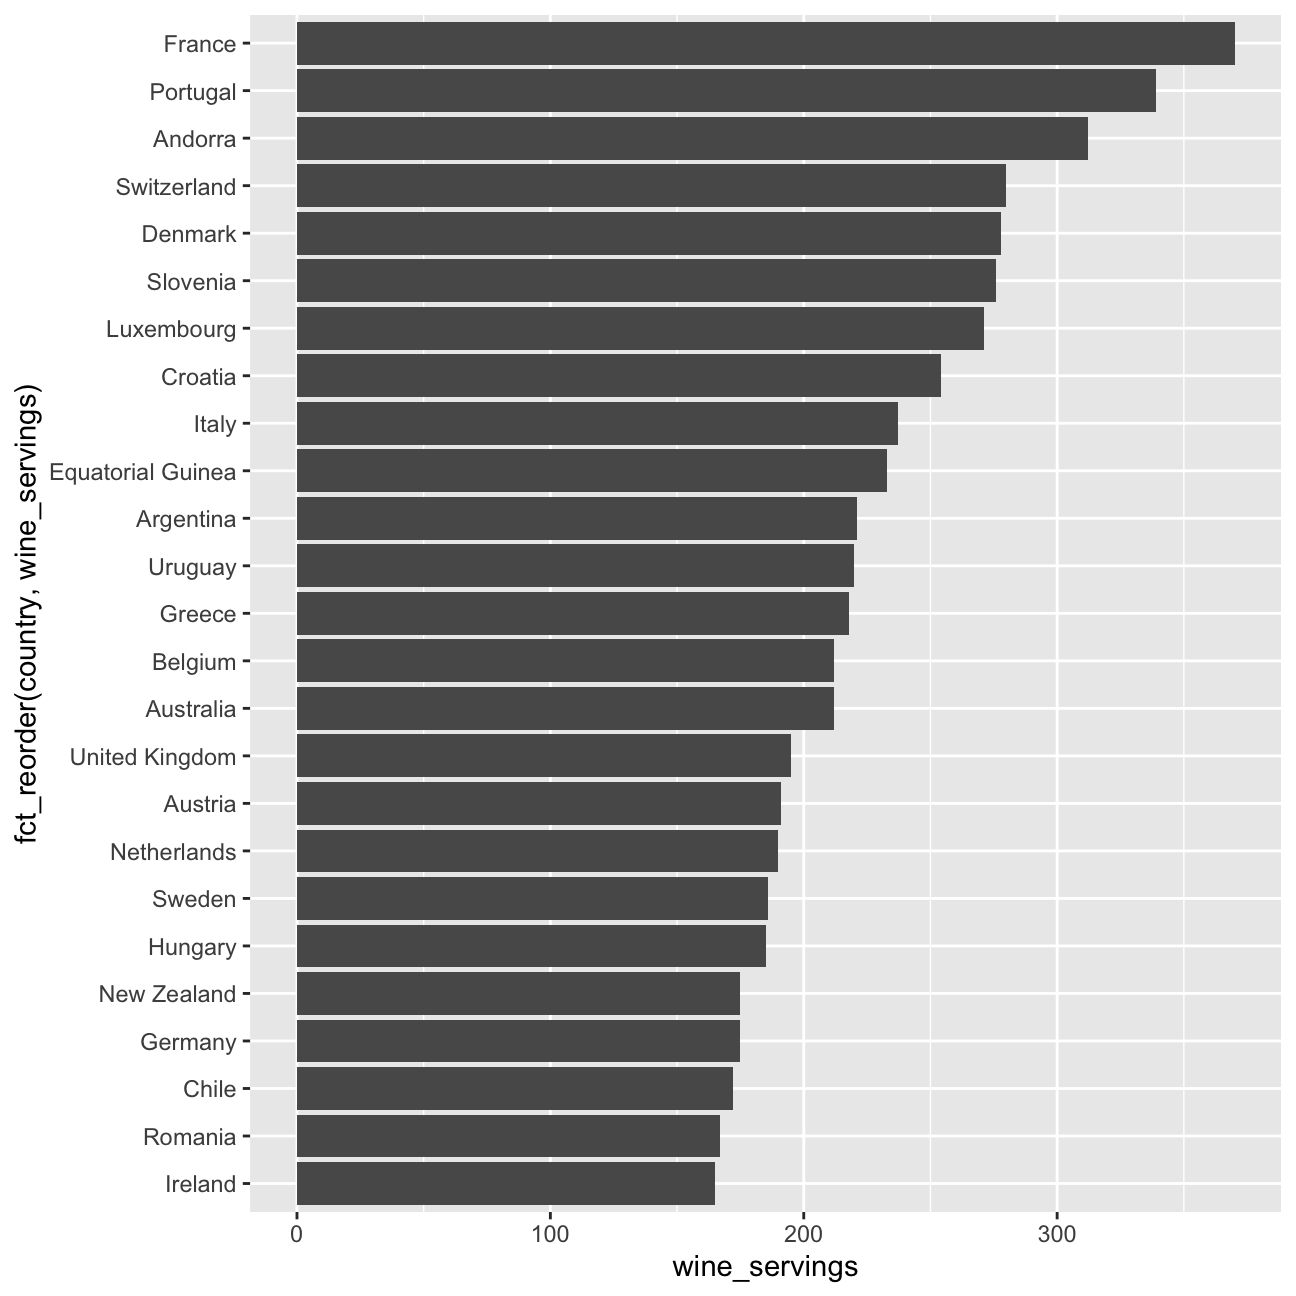 fct_reorder(country, wine_servings)
France
Portugal
Andorra
Switzerland
Denmark
Slovenia
Luxembourg
Croatia
Italy
Equatorial Guinea
Argentina
Uruguay
Greece
Belgium
Australia
United Kingdom
Austria
Netherlands
Sweden
Hungary
New Zealand
Germany
Chile
Romania
Ireland
0 100 200 300
wine_servings